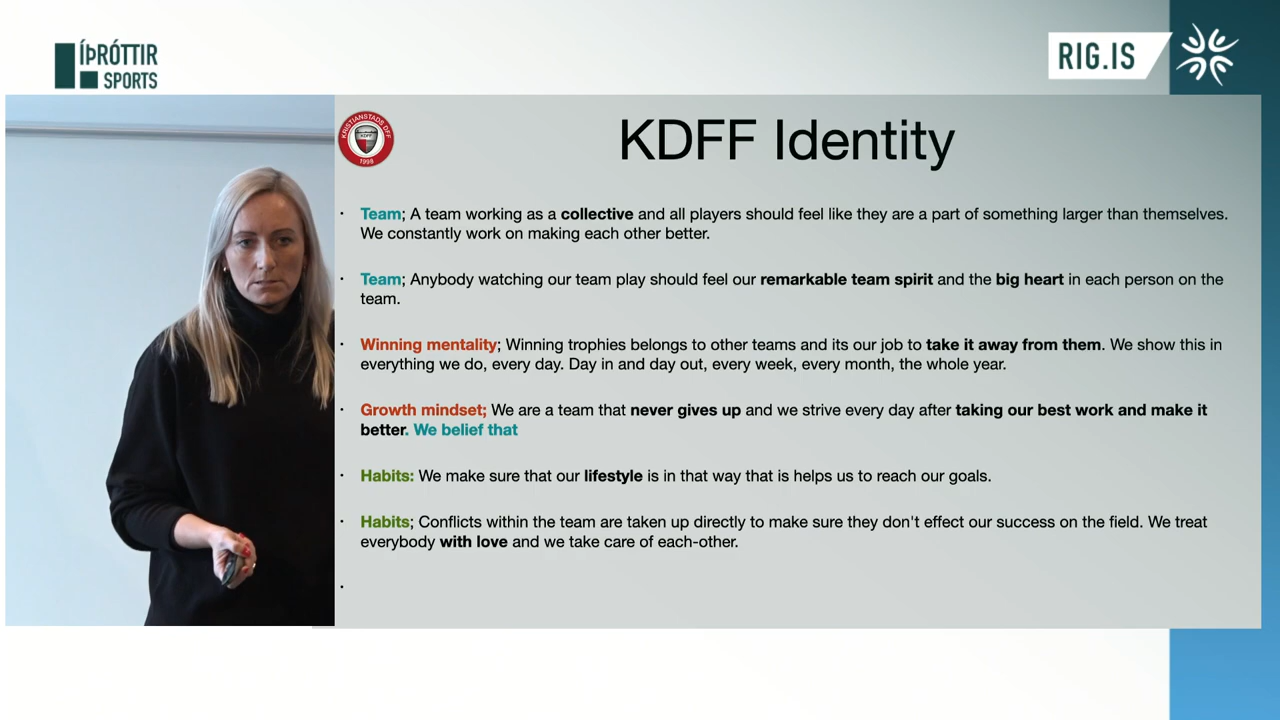 ÍÞRÓTTIR
SPORTS
RIG.IS
KRISTIANSTADS DFF
KDFF
1998
KDFF Identity
· Team; A team working as a collective and all players should feel like they are a part of something larger than themselves.
We constantly work on making each other better.
· Team; Anybody watching our team play should feel our remarkable team spirit and the big heart in each person on the
team.
· Winning mentality; Winning trophies belongs to other teams and its our job to take it away from them. We show this in
everything we do, every day. Day in and day out, every week, every month, the whole year.
· Growth mindset; We are a team that never gives up and we strive every day after taking our best work and make it
better. We belief that
· Habits: We make sure that our lifestyle is in that way that is helps us to reach our goals.
· Habits; Conflicts within the team are taken up directly to make sure they don't effect our success on the field. We treat
everybody with love and we take care of each-other.
·